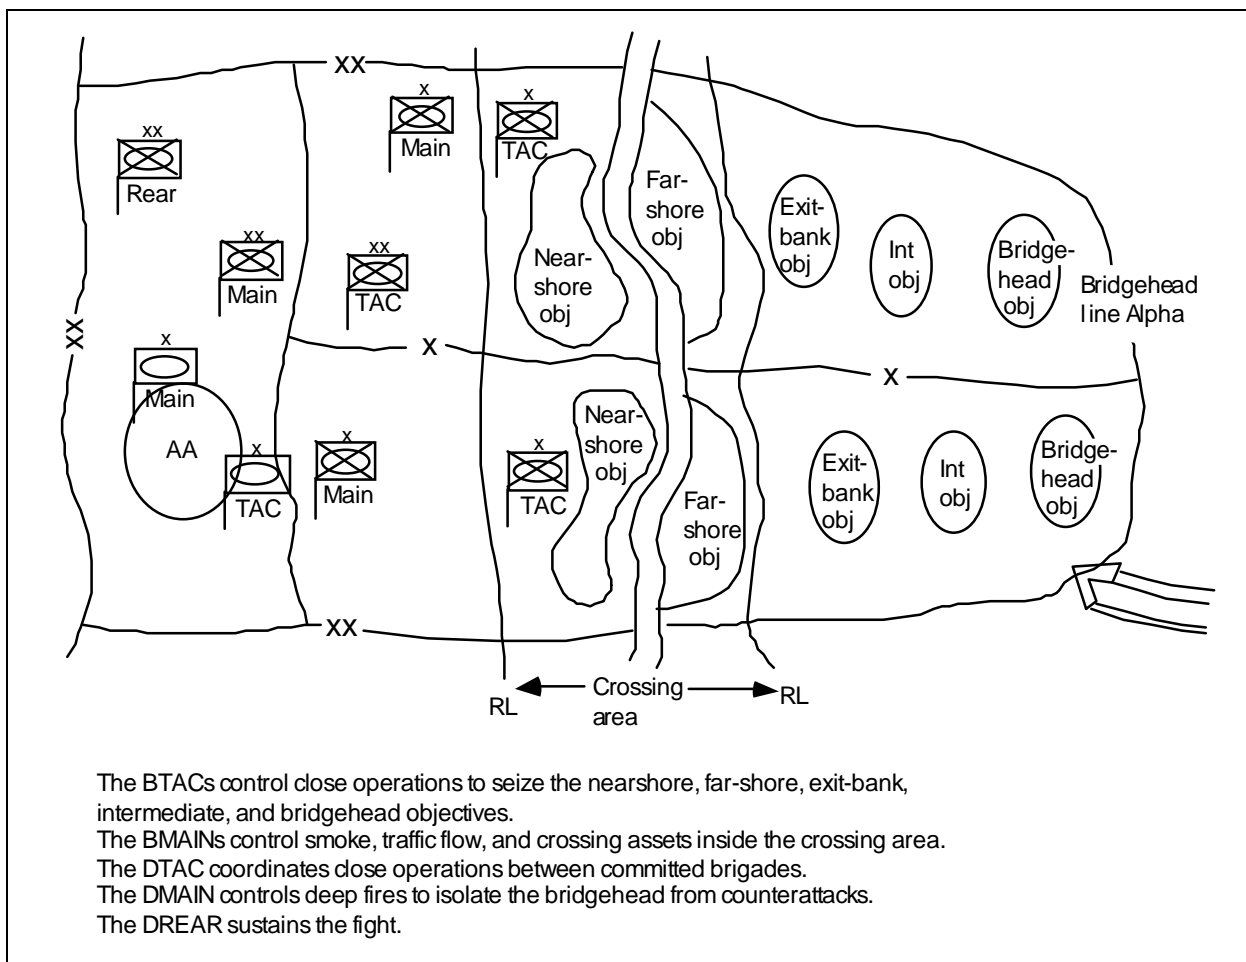 XX
x
Main
x
TAC
xx
Rear
Far-
shore
obj
Exit-
bank
obj
Near-
shore
obj
xx
Main
xx
TAC
Int
obj
Bridge-
head
obj
Bridgehead
line Alpha
XX
X
X
x
Main
AA
x
TAC
x
Main
x
TAC
Near-
shore
obj
Far-
shore
obj
Exit-
bank
obj
Int
obj
Bridge-
head
obj
XX
RL
Crossing
area
RL
The BTACs control close operations to seize the nearshore, far-shore, exit-bank,
intermediate, and bridgehead objectives.
The BMAINs control smoke, traffic flow, and crossing assets inside the crossing area.
The DTAC coordinates close operations between committed brigades.
The DMAIN controls deep fires to isolate the bridgehead from counterattacks.
The DREAR sustains the fight.